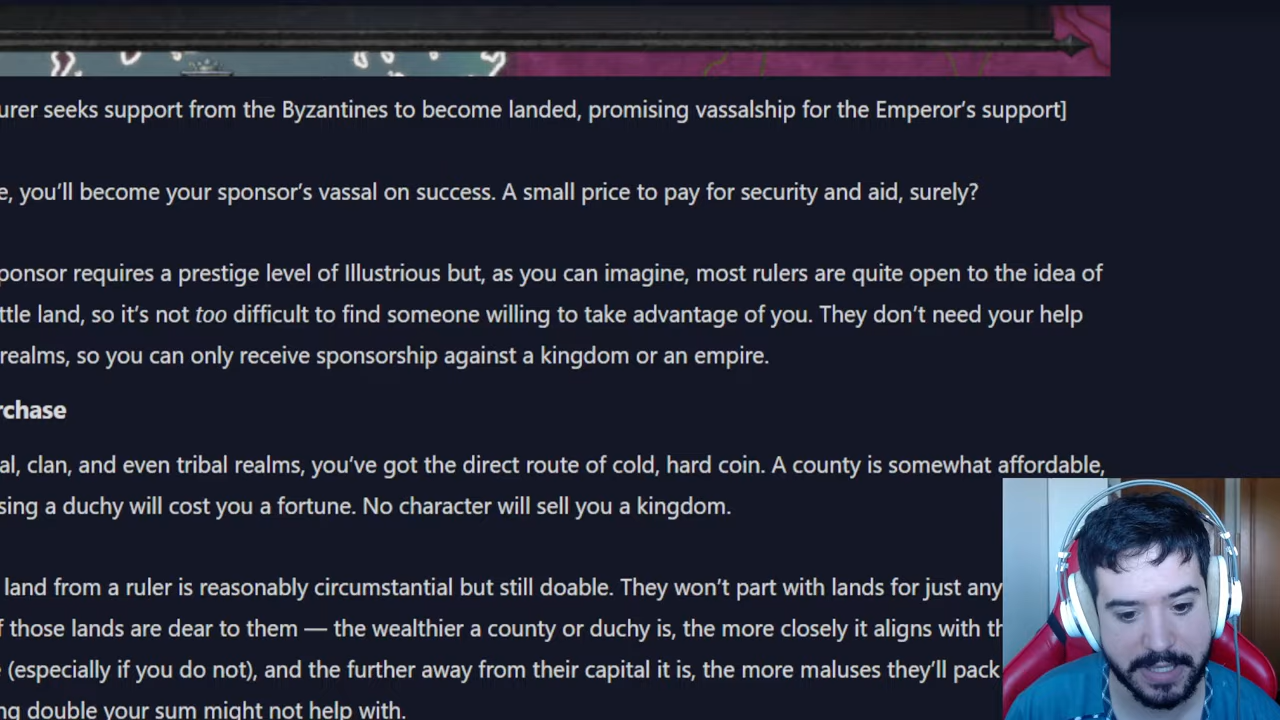 urer seeks support from the Byzantines to become landed, promising vassalship for the Emperor’s support]
e, you’ll become your sponsor’s vassal on success. A small price to pay for security and aid, surely?
ponsor requires a prestige level of Illustrious but, as you can imagine, most rulers are quite open to the idea of
ttle land, so it’s not too difficult to find someone willing to take advantage of you. They don’t need your help
realms, so you can only receive sponsorship against a kingdom or an empire.
rchase
al, clan, and even tribal realms, you’ve got the direct route of cold, hard coin. A county is somewhat affordable,
sing a duchy will cost you a fortune. No character will sell you a kingdom.
land from a ruler is reasonably circumstantial but still doable. They won’t part with lands for just any
f those lands are dear to them — the wealthier a county or duchy is, the more closely it aligns with th
e (especially if you do not), and the further away from their capital it is, the more maluses they’ll pack
ng double your sum might not help with.